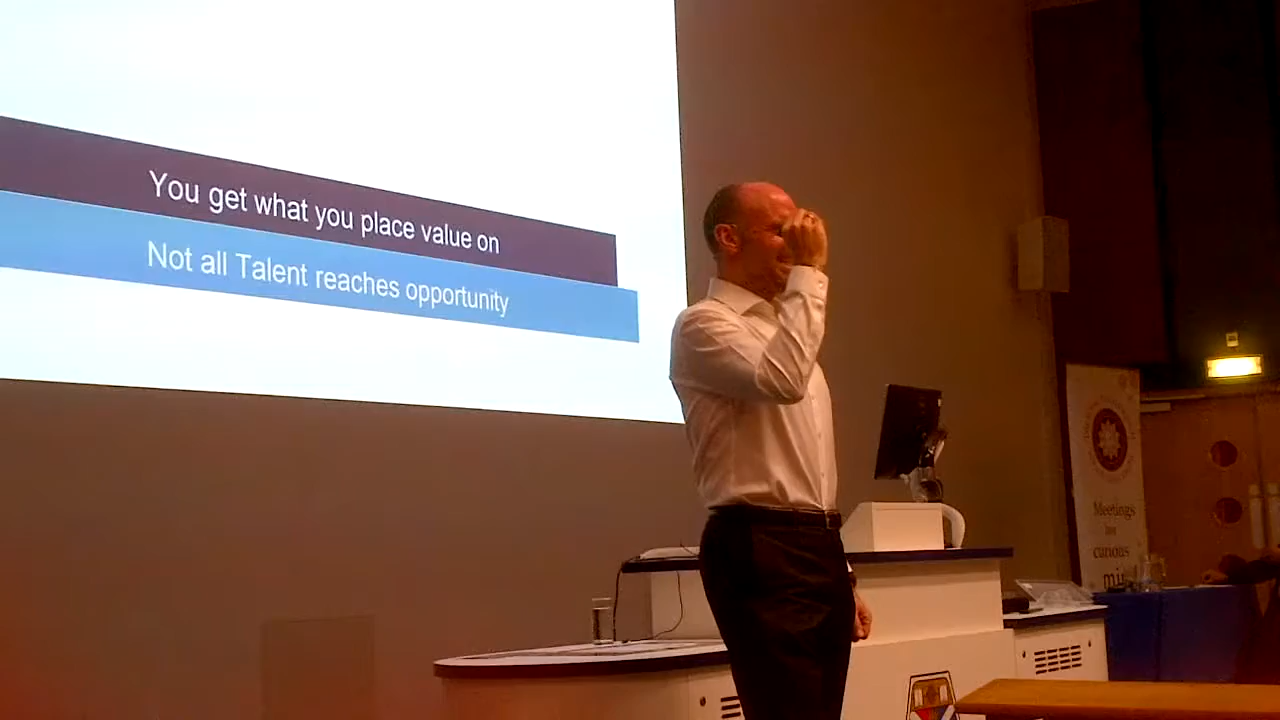 You get what you place value on
Not all Talent reaches opportunity
Meetings
for
curious